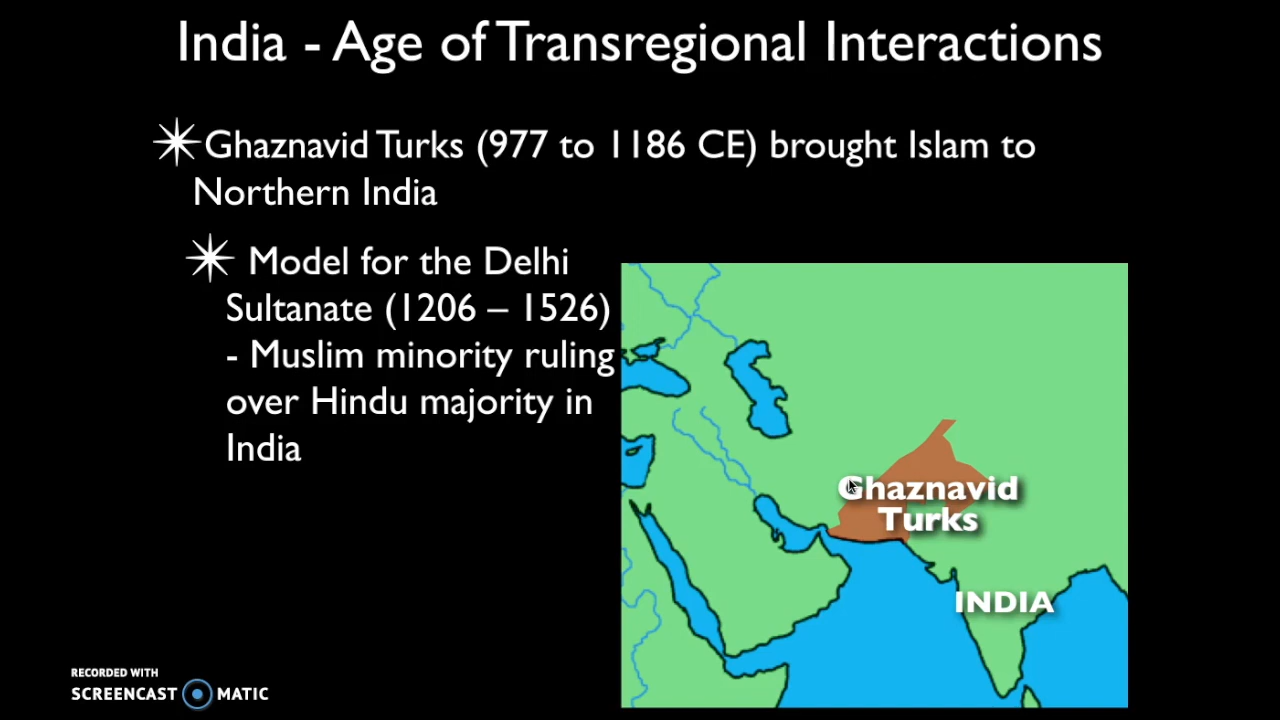 India - Age of Transregional Interactions
Ghaznavid Turks (977 to 1186 CE) brought Islam to
Northern India
Model for the Delhi
Sultanate (1206 – 1526)
- Muslim minority ruling
over Hindu majority in
India
Ghaznavid
Turks
INDIA
RECORDED WITH
SCREENCAST MATIC